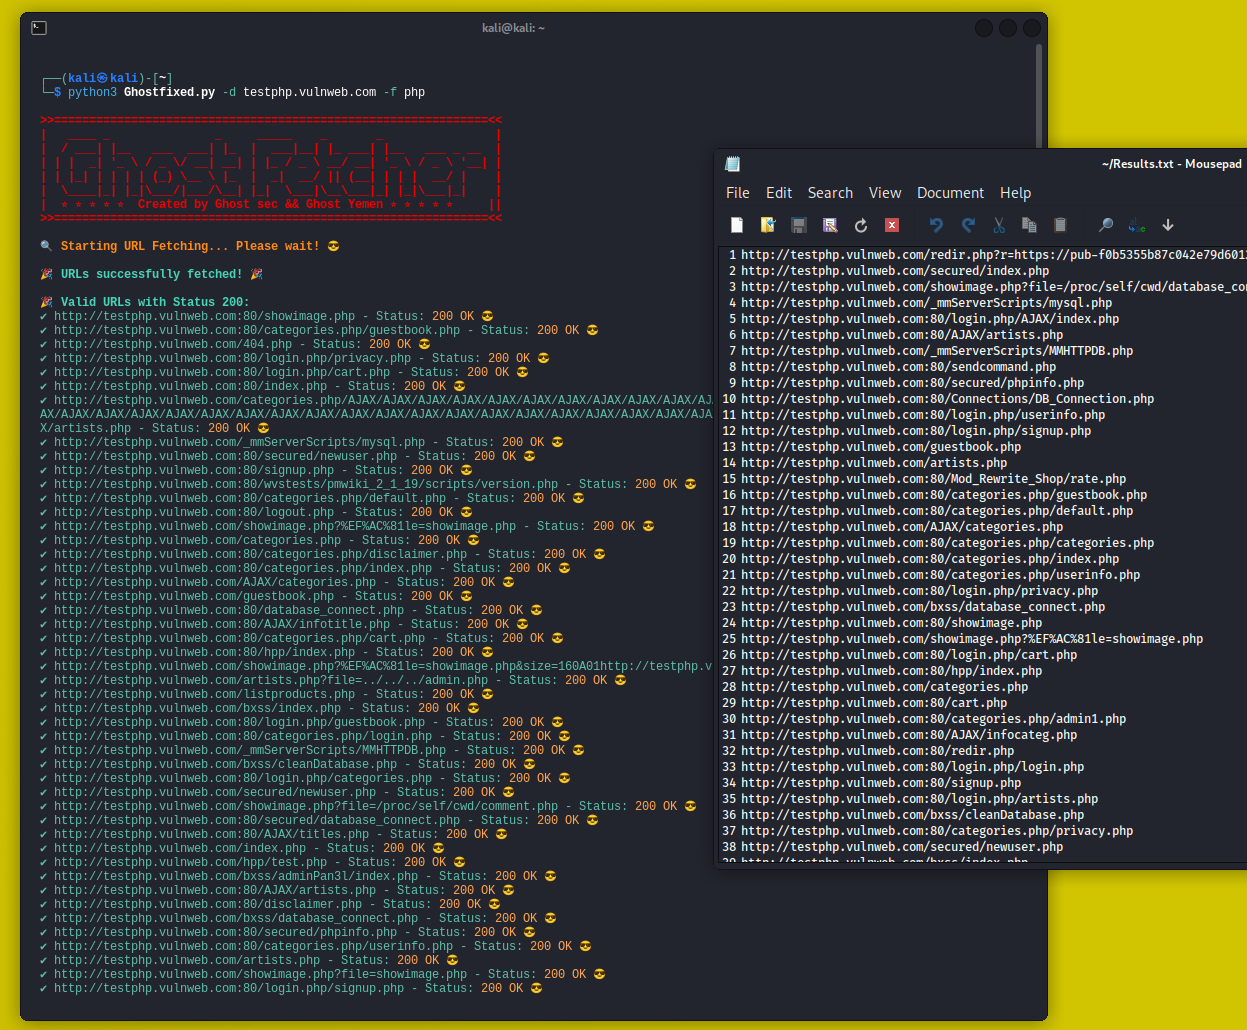 kali@kali: ~
(kali㉿kali)-[~]
$ python3 Ghostfixed.py -d testphp.vulnweb.com -f php
>>==============================================================<<
GhostFetcher
| * * * * *  Created by Ghost sec && Ghost Yemen * * * * *     ||
>>==============================================================<<
🔍 Starting URL Fetching... Please wait! 😎
🎉 URLs successfully fetched! 🎉
🎉 Valid URLs with Status 200:
✔ http://testphp.vulnweb.com:80/showimage.php - Status: 200 OK 😎
✔ http://testphp.vulnweb.com:80/categories.php/guestbook.php - Status: 200 OK 😎
✔ http://testphp.vulnweb.com/404.php - Status: 200 OK 😎
✔ http://testphp.vulnweb.com:80/login.php/privacy.php - Status: 200 OK 😎
✔ http://testphp.vulnweb.com:80/login.php/cart.php - Status: 200 OK 😎
✔ http://testphp.vulnweb.com:80/index.php - Status: 200 OK 😎
✔ http://testphp.vulnweb.com/categories.php/AJAX/AJAX/AJAX/AJAX/AJAX/AJAX/AJAX/AJAX/AJAX/AJAX/AJ
AX/AJAX/AJAX/AJAX/AJAX/AJAX/AJAX/AJAX/AJAX/AJAX/AJAX/AJAX/AJAX/AJAX/AJAX/AJAX/AJAX/AJAX/AJAX/AJA
X/artists.php - Status: 200 OK 😎
✔ http://testphp.vulnweb.com/_mmServerScripts/mysql.php - Status: 200 OK 😎
✔ http://testphp.vulnweb.com:80/secured/newuser.php - Status: 200 OK 😎
✔ http://testphp.vulnweb.com:80/signup.php - Status: 200 OK 😎
✔ http://testphp.vulnweb.com:80/wvstests/pmwiki_2_1_19/scripts/version.php - Status: 200 OK 😎
✔ http://testphp.vulnweb.com:80/categories.php/default.php - Status: 200 OK 😎
✔ http://testphp.vulnweb.com:80/logout.php - Status: 200 OK 😎
✔ http://testphp.vulnweb.com/showimage.php?%EF%AC%81le=showimage.php - Status: 200 OK 😎
✔ http://testphp.vulnweb.com/categories.php - Status: 200 OK 😎
✔ http://testphp.vulnweb.com:80/categories.php/disclaimer.php - Status: 200 OK 😎
✔ http://testphp.vulnweb.com:80/categories.php/index.php - Status: 200 OK 😎
✔ http://testphp.vulnweb.com/AJAX/categories.php - Status: 200 OK 😎
✔ http://testphp.vulnweb.com/guestbook.php - Status: 200 OK 😎
✔ http://testphp.vulnweb.com:80/database_connect.php - Status: 200 OK 😎
✔ http://testphp.vulnweb.com:80/AJAX/infotitle.php - Status: 200 OK 😎
✔ http://testphp.vulnweb.com:80/categories.php/cart.php - Status: 200 OK 😎
✔ http://testphp.vulnweb.com:80/hpp/index.php - Status: 200 OK 😎
✔ http://testphp.vulnweb.com/showimage.php?%EF%AC%81le=showimage.php&size=160A01http://testphp.v
✔ http://testphp.vulnweb.com/artists.php?file=../../../admin.php - Status: 200 OK 😎
✔ http://testphp.vulnweb.com/listproducts.php - Status: 200 OK 😎
✔ http://testphp.vulnweb.com/bxss/index.php - Status: 200 OK 😎
✔ http://testphp.vulnweb.com:80/login.php/guestbook.php - Status: 200 OK 😎
✔ http://testphp.vulnweb.com:80/categories.php/login.php - Status: 200 OK 😎
✔ http://testphp.vulnweb.com/_mmServerScripts/MMHTTPDB.php - Status: 200 OK 😎
✔ http://testphp.vulnweb.com/bxss/cleanDatabase.php - Status: 200 OK 😎
✔ http://testphp.vulnweb.com:80/login.php/categories.php - Status: 200 OK 😎
✔ http://testphp.vulnweb.com/secured/newuser.php - Status: 200 OK 😎
✔ http://testphp.vulnweb.com/showimage.php?file=/proc/self/cwd/comment.php - Status: 200 OK 😎
✔ http://testphp.vulnweb.com:80/secured/database_connect.php - Status: 200 OK 😎
✔ http://testphp.vulnweb.com:80/AJAX/titles.php - Status: 200 OK 😎
✔ http://testphp.vulnweb.com/index.php - Status: 200 OK 😎
✔ http://testphp.vulnweb.com/hpp/test.php - Status: 200 OK 😎
✔ http://testphp.vulnweb.com/bxss/adminPan3l/index.php - Status: 200 OK 😎
✔ http://testphp.vulnweb.com:80/AJAX/artists.php - Status: 200 OK 😎
✔ http://testphp.vulnweb.com:80/disclaimer.php - Status: 200 OK 😎
✔ http://testphp.vulnweb.com/bxss/database_connect.php - Status: 200 OK 😎
✔ http://testphp.vulnweb.com:80/secured/phpinfo.php - Status: 200 OK 😎
✔ http://testphp.vulnweb.com:80/categories.php/userinfo.php - Status: 200 OK 😎
✔ http://testphp.vulnweb.com/artists.php - Status: 200 OK 😎
✔ http://testphp.vulnweb.com/showimage.php?file=showimage.php - Status: 200 OK 😎
✔ http://testphp.vulnweb.com:80/login.php/signup.php - Status: 200 OK 😎
~/Results.txt - Mousepad
File Edit Search View Document Help
1 http://testphp.vulnweb.com/redir.php?r=https://pub-f0b5355b87c042e79d601
2 http://testphp.vulnweb.com/secured/index.php
3 http://testphp.vulnweb.com/showimage.php?file=/proc/self/cwd/database_co
4 http://testphp.vulnweb.com/_mmServerScripts/mysql.php
5 http://testphp.vulnweb.com:80/login.php/AJAX/index.php
6 http://testphp.vulnweb.com:80/AJAX/artists.php
7 http://testphp.vulnweb.com/_mmServerScripts/MMHTTPDB.php
8 http://testphp.vulnweb.com:80/sendcommand.php
9 http://testphp.vulnweb.com:80/secured/phpinfo.php
10 http://testphp.vulnweb.com:80/Connections/DB_Connection.php
11 http://testphp.vulnweb.com:80/login.php/userinfo.php
12 http://testphp.vulnweb.com:80/login.php/signup.php
13 http://testphp.vulnweb.com/guestbook.php
14 http://testphp.vulnweb.com/artists.php
15 http://testphp.vulnweb.com:80/Mod_Rewrite_Shop/rate.php
16 http://testphp.vulnweb.com:80/categories.php/guestbook.php
17 http://testphp.vulnweb.com:80/categories.php/default.php
18 http://testphp.vulnweb.com/AJAX/categories.php
19 http://testphp.vulnweb.com:80/categories.php/categories.php
20 http://testphp.vulnweb.com:80/categories.php/index.php
21 http://testphp.vulnweb.com:80/categories.php/userinfo.php
22 http://testphp.vulnweb.com:80/login.php/privacy.php
23 http://testphp.vulnweb.com/bxss/database_connect.php
24 http://testphp.vulnweb.com:80/showimage.php
25 http://testphp.vulnweb.com/showimage.php?%EF%AC%81le=showimage.php
26 http://testphp.vulnweb.com:80/login.php/cart.php
27 http://testphp.vulnweb.com:80/hpp/index.php
28 http://testphp.vulnweb.com/categories.php
29 http://testphp.vulnweb.com:80/cart.php
30 http://testphp.vulnweb.com:80/categories.php/admin1.php
31 http://testphp.vulnweb.com:80/AJAX/infocateg.php
32 http://testphp.vulnweb.com:80/redir.php
33 http://testphp.vulnweb.com:80/login.php/login.php
34 http://testphp.vulnweb.com:80/signup.php
35 http://testphp.vulnweb.com:80/login.php/artists.php
36 http://testphp.vulnweb.com/bxss/cleanDatabase.php
37 http://testphp.vulnweb.com:80/categories.php/privacy.php
38 http://testphp.vulnweb.com/secured/newuser.php
39 http://testphp.vulnweb.com/bxss/index.php